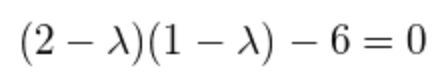 (2 − λ)(1 − λ) − 6 = 0